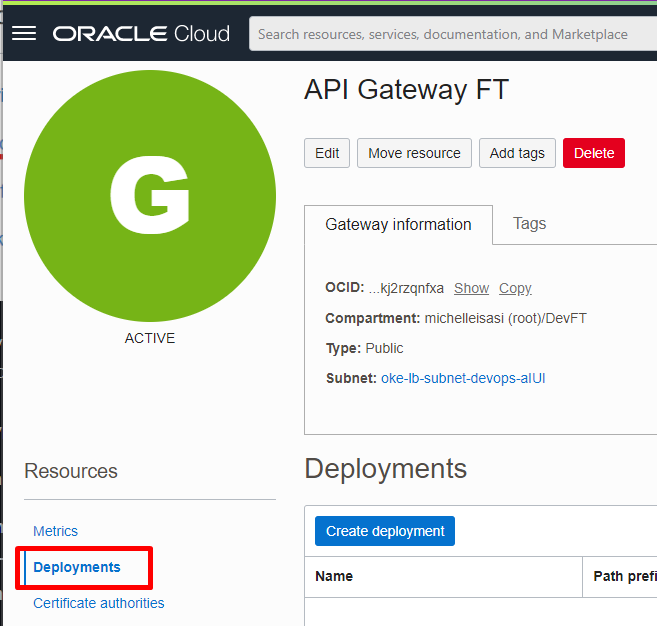 ORACLE Cloud
Search resources, services, documentation, and Marketplace
G
ACTIVE
API Gateway FT
Edit
Move resource
Add tags
Delete
Gateway information
Tags
OCID: ...kj2rzqnfxa Show Copy
Compartment: michelleisasi (root)/DevFT
Type: Public
Subnet: oke-lb-subnet-devops-aIUI
Resources
Metrics
Deployments
Certificate authorities
Deployments
Create deployment
Name
Path prefi